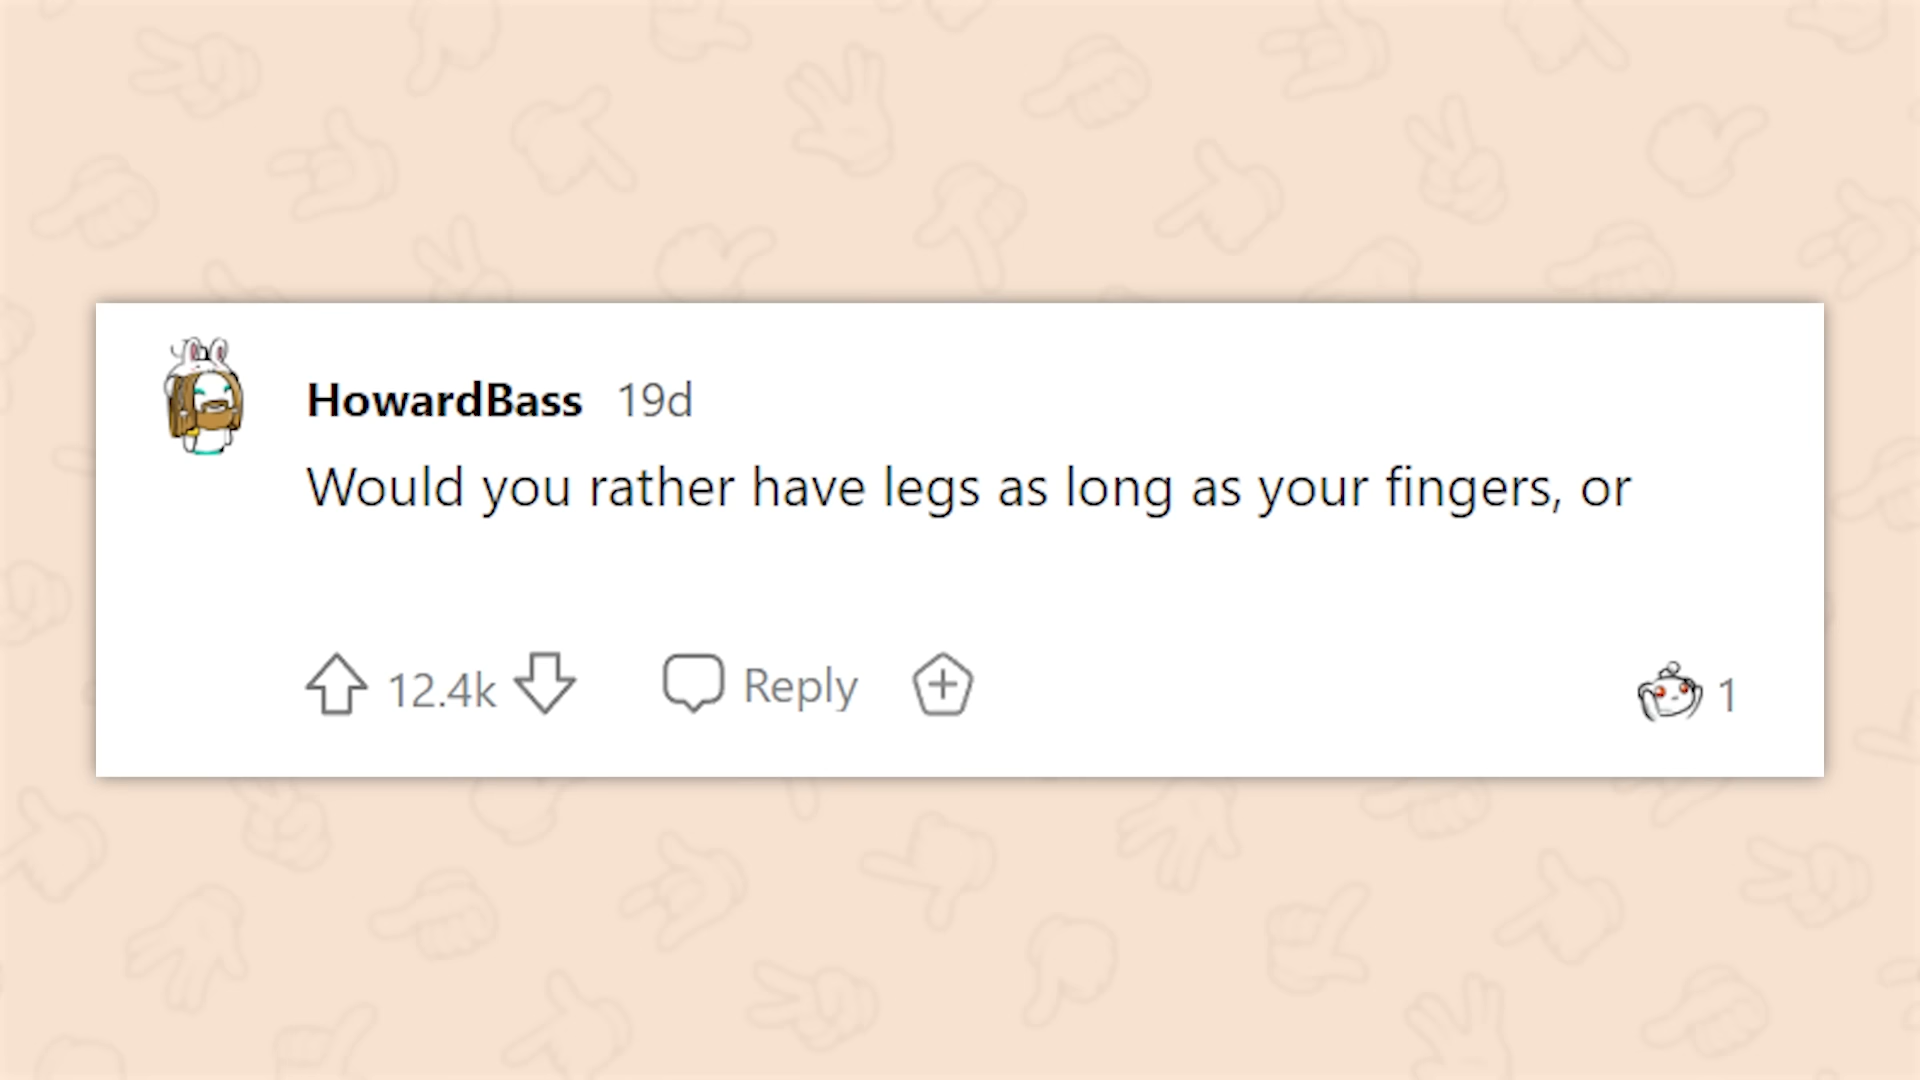 HowardBass 19d
Would you rather have legs as long as your fingers, or
12.4k Reply 1